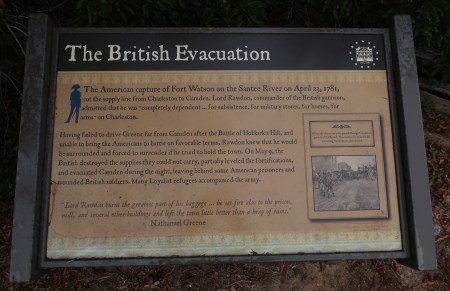 The British Evacuation
The American capture of Fort Watson on the Santee River on April 23, 1781,
cut the supply line from Charleston to Camden. Lord Rawdon, commander of the British garrison,
admitted that he was "completely dependent ... for subsistence, for military stores, for horses, for
arms" on Charleston.
Having failed to drive Greene far from Camden after the Battle of Hobkirk's Hill, and
unable to bring the Americans to battle on favorable terms, Rawdon knew that he would
be surrounded and forced to surrender if he tried to hold the town. On May 9, the
British destroyed the supplies they could not carry, partially leveled the fortifications,
and evacuated Camden during the night, leaving behind some American prisoners and
wounded British soldiers. Many Loyalist refugees accompanied the army.
"Lord Rawdon burnt the greatest part of his baggage ... he set fire also to the prison,
mill, and several other buildings and left the town little better than a heap of ruins."
Nathanael Greene